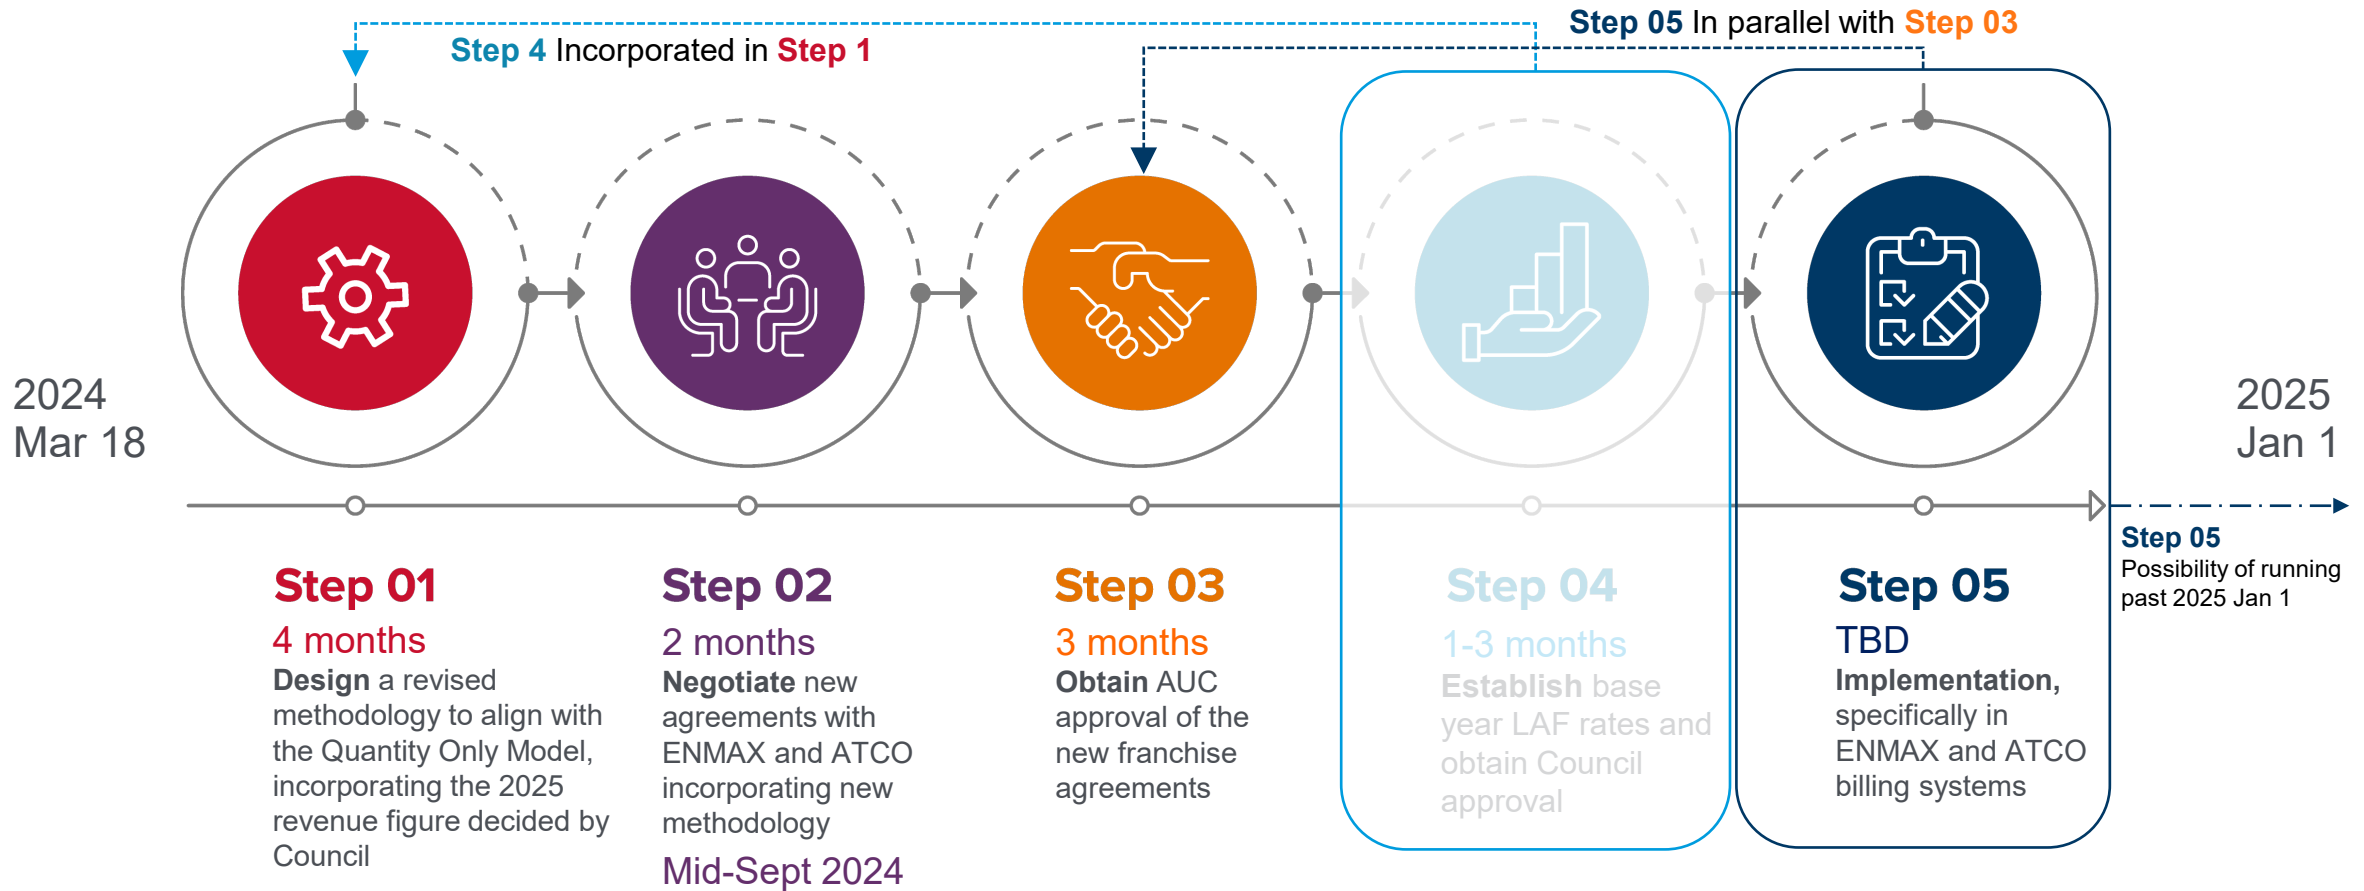 Step 05 In parallel with Step 03
Step 4 Incorporated in Step 1
2024
Mar 18
2025
Jan 1
Step 01
4 months
Design a revised
methodology to align with
the Quantity Only Model,
incorporating the 2025
revenue figure decided by
Council
Step 02
2 months
Negotiate new
agreements with
ENMAX and ATCO
incorporating new
methodology
Mid-Sept 2024
Step 03
3 months
Obtain AUC
approval of the
new franchise
agreements
Step 04
1-3 months
Establish base
year LAF rates and
obtain Council
approval
Step 05
TBD
Implementation,
specifically in
ENMAX and ATCO
billing systems
Step 05
Possibility of running
past 2025 Jan 1